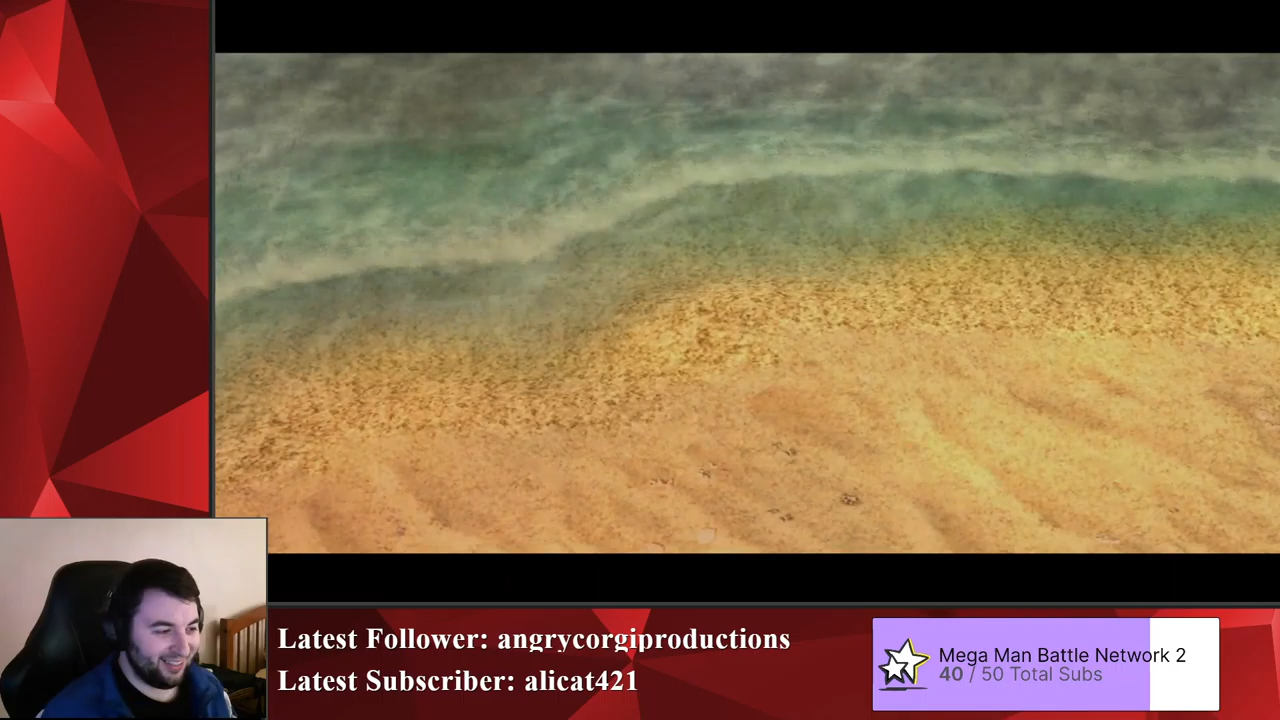 Latest Follower: angrycorgiproductions
Latest Subscriber: alicat421
Mega Man Battle Network 2
40 / 50 Total Subs